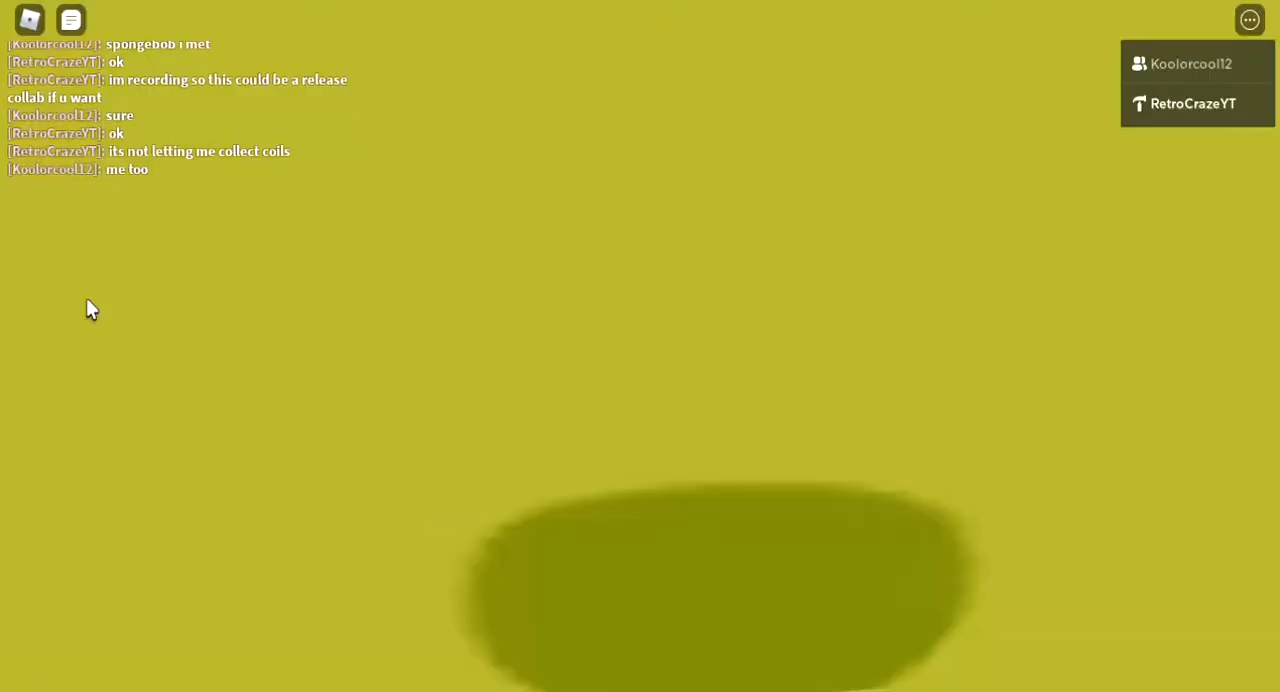 [Koolorcool12]: spongebob i met
[RetroCrazeYT]: ok
[RetroCrazeYT]: im recording so this could be a release
collab if u want
[Koolorcool12]: sure
[RetroCrazeYT]: ok
[RetroCrazeYT]: its not letting me collect coils
[Koolorcool12]: me too
Koolorcool12
RetroCrazeYT